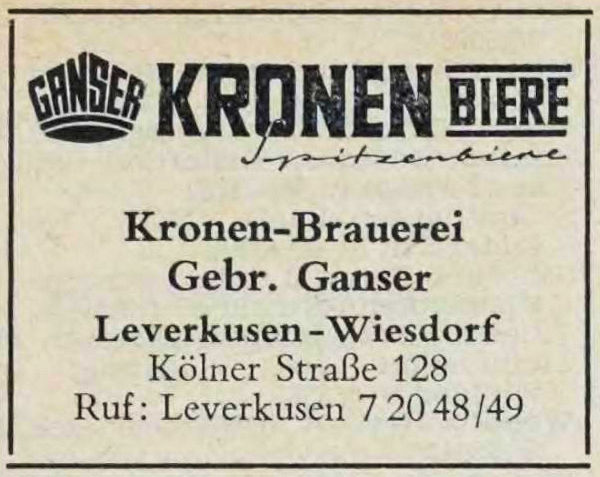 GANSER KRONEN BIERE
Spitzenbiere
Kronen-Brauerei
Gebr. Ganser
Leverkusen-Wiesdorf
Kölner Straße 128
Ruf: Leverkusen 7 20 48/49